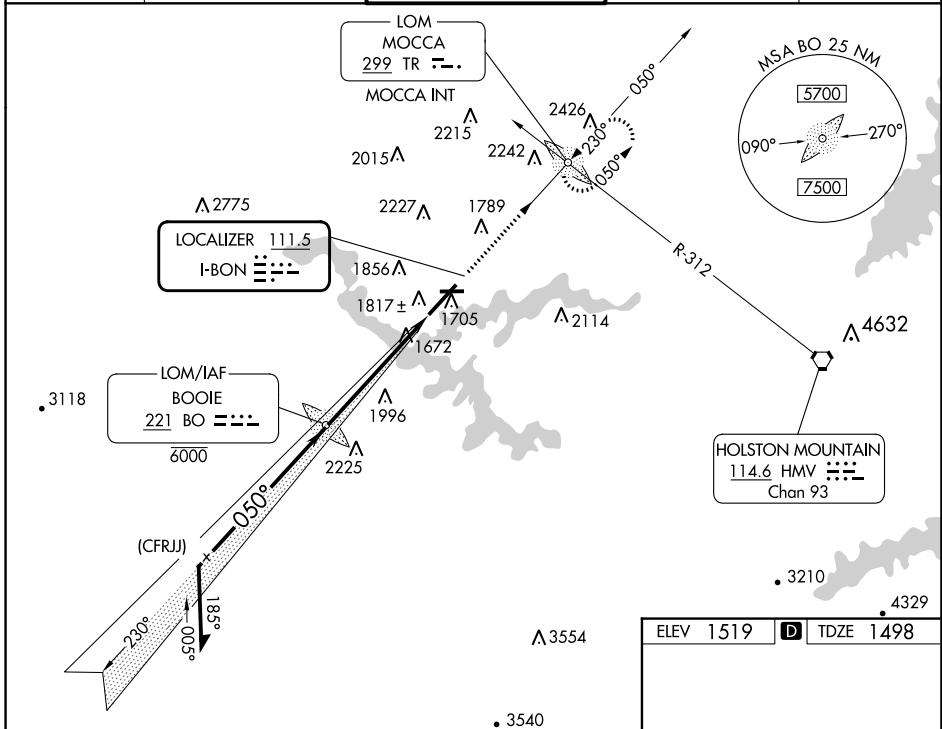 LOM
MOCCA
299 TR
MOCCA INT
MSA BO 25 NM
5700
090°
270°
7500
050°
2426
230°
050°
2215
2242
2015
2775
2227
1789
LOCALIZER 111.5
I-BON
1856
R-312
1817 ±
1705
2114
4632
1672
LOM/IAF
BOOIE
221 BO
6000
3118
1996
2225
HOLSTON MOUNTAIN
114.6 HMV
Chan 93
050°
(CFRJJ)
185°
005°
230°
3210
4329
3554
ELEV 1519 D TDZE 1498
3540